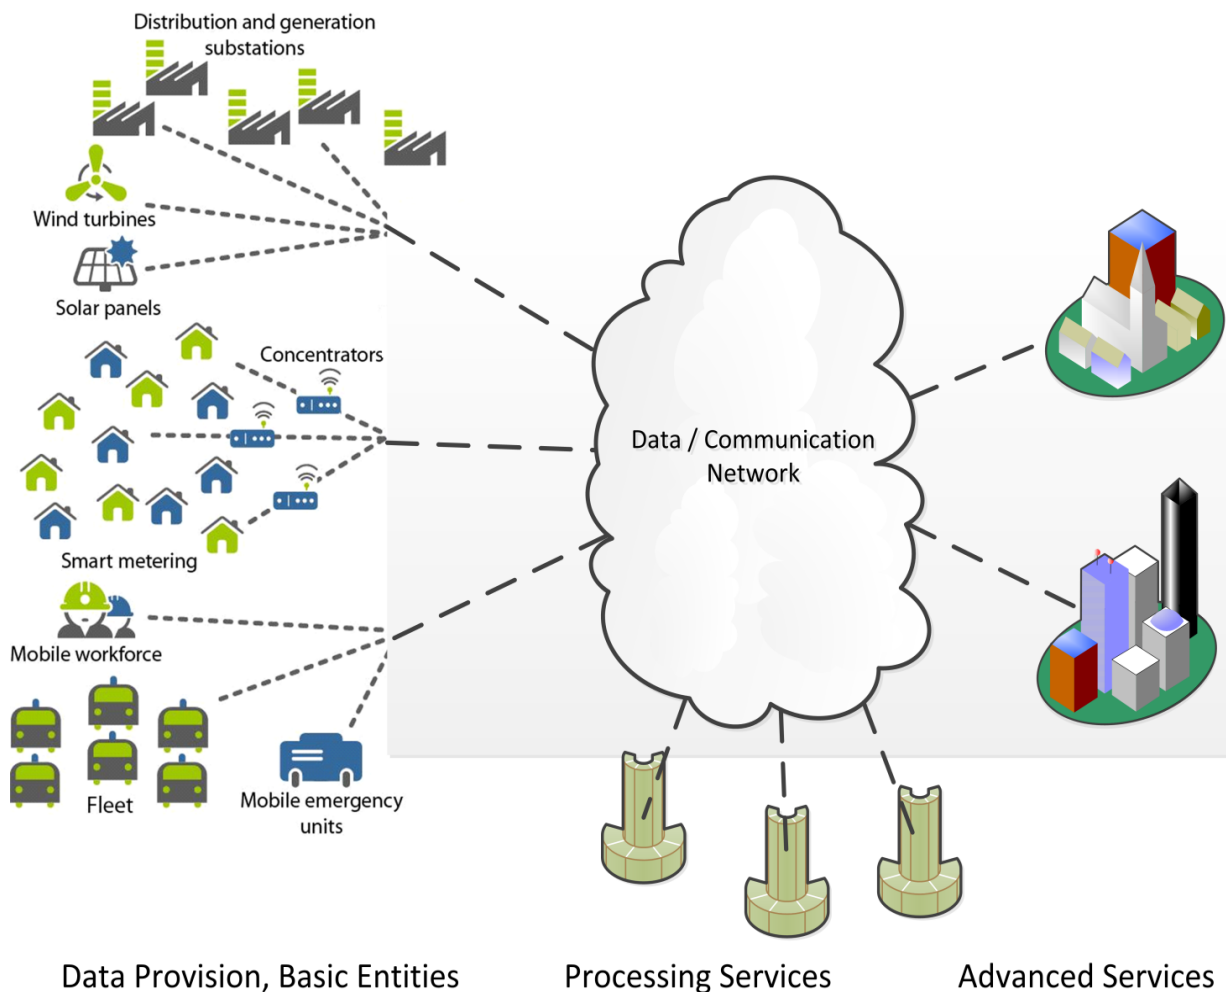 Distribution and generation
substations
Wind turbines
Solar panels
Concentrators
Smart metering
Mobile workforce
Fleet
Mobile emergency
units
Data / Communication
Network
Data Provision, Basic Entities
Processing Services
Advanced Services